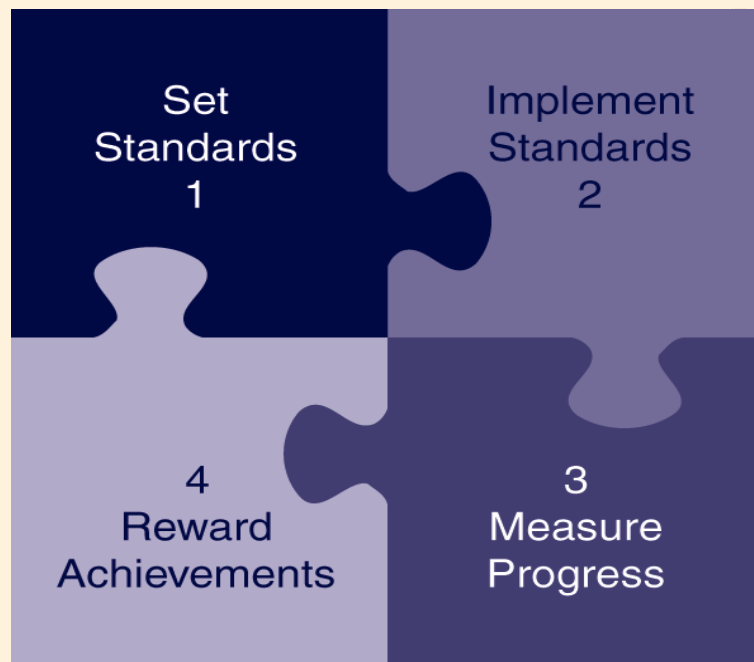 Set
Standards
1
Implement
Standards
2
3
Measure
Progress
4
Reward
Achievements